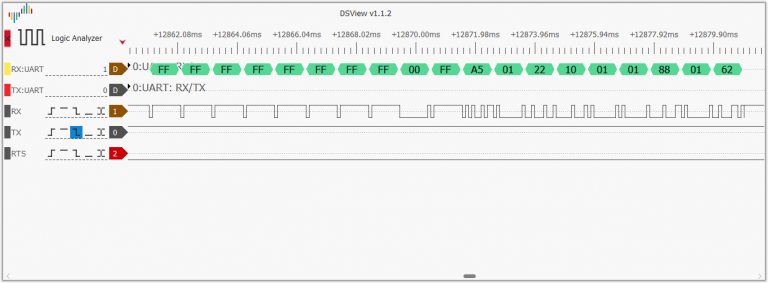 DSView v1.1.2
Logic Analyzer
+12862.08ms +12864.06ms +12866.04ms +12868.02ms +12870.00ms +12871.98ms +12873.96ms +12875.94ms +12877.92ms +12879.90ms
RX:UART 1 D 0:UART: RX/TX FF FF FF FF FF FF FF FF 00 FF A5 01 22 10 01 01 88 01 62
TX:UART 0 D 0:UART: RX/TX
RX 1
TX 0
RTS 2